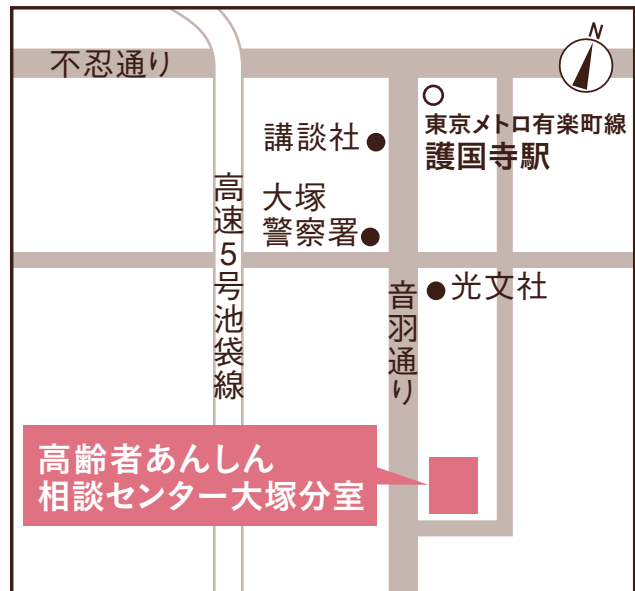 N
不忍通り
東京メトロ有楽町線
護国寺駅
講談社
大塚
警察署
高速5号池袋線
光文社
音羽通り
高齢者あんしん
相談センター大塚分室